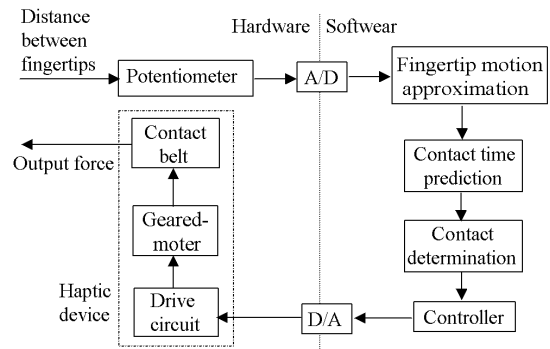 Distance
between
fingertips
Hardware
Softwear
Potentiometer
A/D
Fingertip motion
approximation
Contact
belt
Output force
Contact time
prediction
Geared-
moter
Contact
determination
Haptic
device
Drive
circuit
D/A
Controller